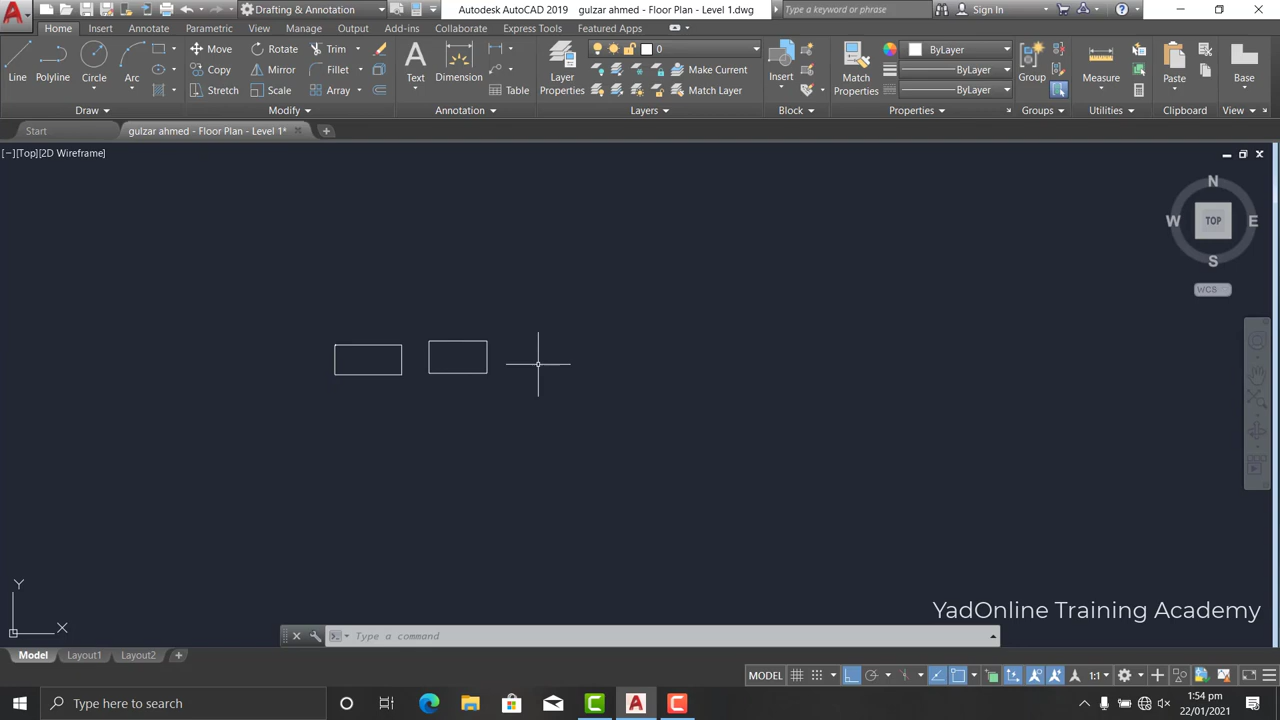 Drafting & Annotation
Autodesk AutoCAD 2019 gulzar ahmed - Floor Plan - Level 1.dwg
Type a keyword or phrase
Sign In
Home Insert Annotate Parametric View Manage Output Add-ins Collaborate Express Tools Featured Apps
Line Polyline Circle Arc
Move Rotate Trim
Copy Mirror Fillet
Stretch Scale Array
Text Dimension Table
Layer Properties
0
Make Current
Match Layer
Insert
Match Properties
ByLayer
ByLayer
ByLayer
Group Measure Paste Base
Draw Modify Annotation Layers Block Properties Groups Utilities Clipboard View
Start gulzar ahmed - Floor Plan - Level 1*
[−][Top][2D Wireframe]
N
W TOP E
S
WCS
Y
X
YadOnline Training Academy
Type a command
Model Layout1 Layout2
MODEL 1:1
Type here to search
1:54 pm
22/01/2021